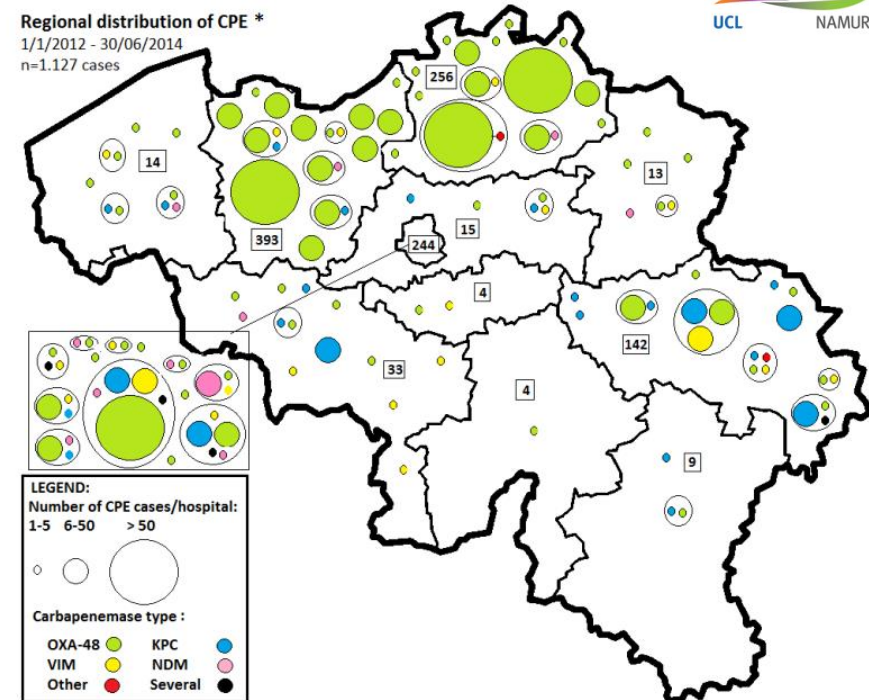 Regional distribution of CPE *
1/1/2012 - 30/06/2014
n=1.127 cases
UCL
NAMUR
256
14
13
393
15
244
4
142
33
4
9
LEGEND:
Number of CPE cases/hospital:
1-5 6-50 > 50
Carbapenemase type :
OXA-48 KPC
VIM NDM
Other Several